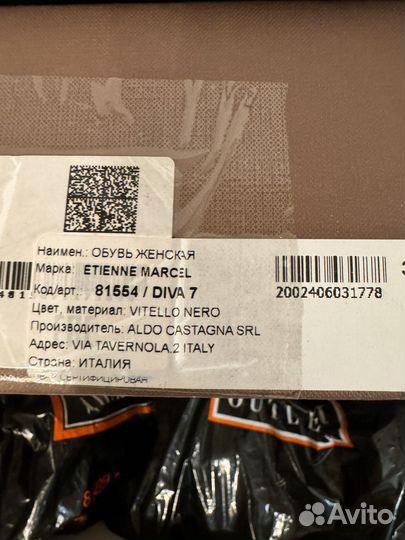 Наимен.: ОБУВЬ ЖЕНСКАЯ
Марка: ETIENNE MARCEL
Код/арт.: 81554 / DIVA 7
Цвет, материал: VITELLO NERO
Производитель: ALDO CASTAGNA SRL
Адрес: VIA TAVERNOLA,2 ITALY
Страна: ИТАЛИЯ
2002406031778
OUTLE
Avito